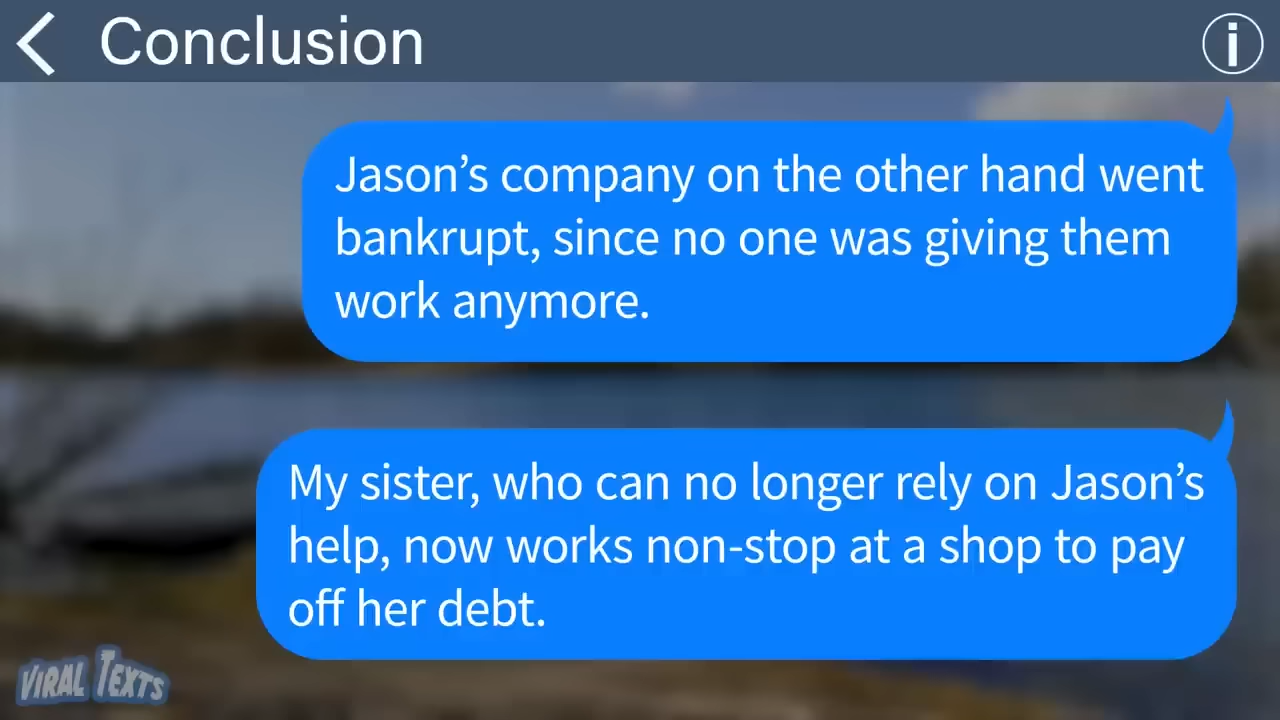 Conclusion
Jason’s company on the other hand went
bankrupt, since no one was giving them
work anymore.
My sister, who can no longer rely on Jason’s
help, now works non-stop at a shop to pay
off her debt.
VIRAL TEXTS